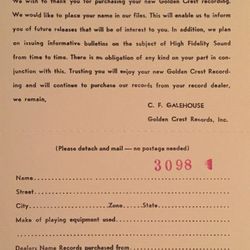 We wish to thank you for purchasing your new Golden Crest recording.
We would like to place your name in our files. This will enable us to inform
you of future releases that will be of interest to you. In addition, we plan
on issuing informative bulletins on the subject of High Fidelity Sound
from time to time. There is no obligation of any kind on your part in con-
junction with this. Trusting you will enjoy your new Golden Crest Record-
ing and will continue to purchase our records from your record dealer,
we remain,
C. F. GALEHOUSE
Golden Crest Records, Inc.
(Please detach and mail — no postage needed)
3098
Name
Street
City Zone State
Make of playing equipment used
Dealers Name Records purchased from